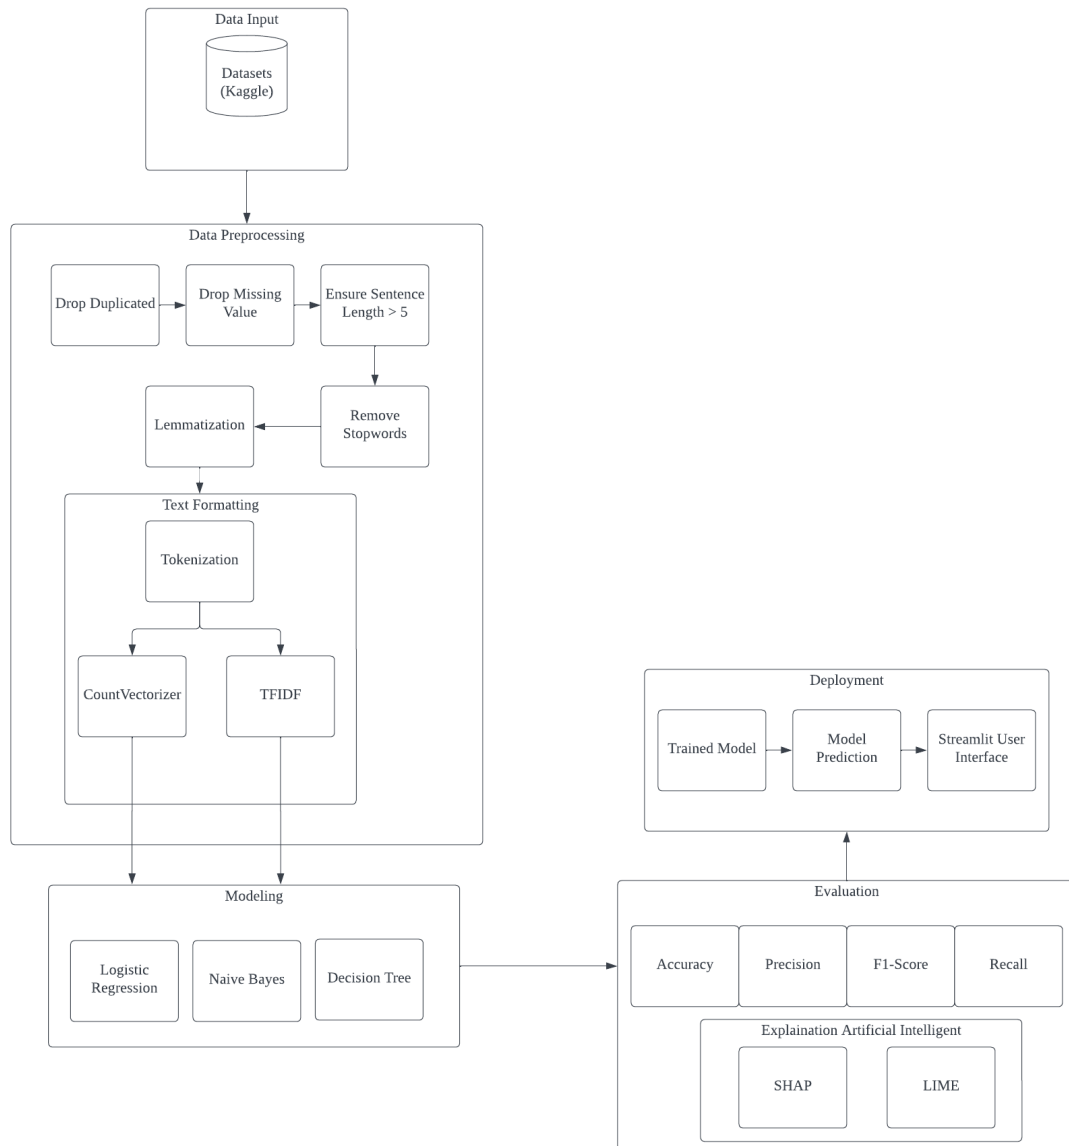 Data Input
Datasets
(Kaggle)
Data Preprocessing
Drop Duplicated
Drop Missing
Value
Ensure Sentence
Length > 5
Lemmatization
Remove
Stopwords
Text Formatting
Tokenization
CountVectorizer
TFIDF
Modeling
Logistic
Regression
Naive Bayes
Decision Tree
Deployment
Trained Model
Model
Prediction
Streamlit User
Interface
Evaluation
Accuracy
Precision
F1-Score
Recall
Explaination Artificial Intelligent
SHAP
LIME